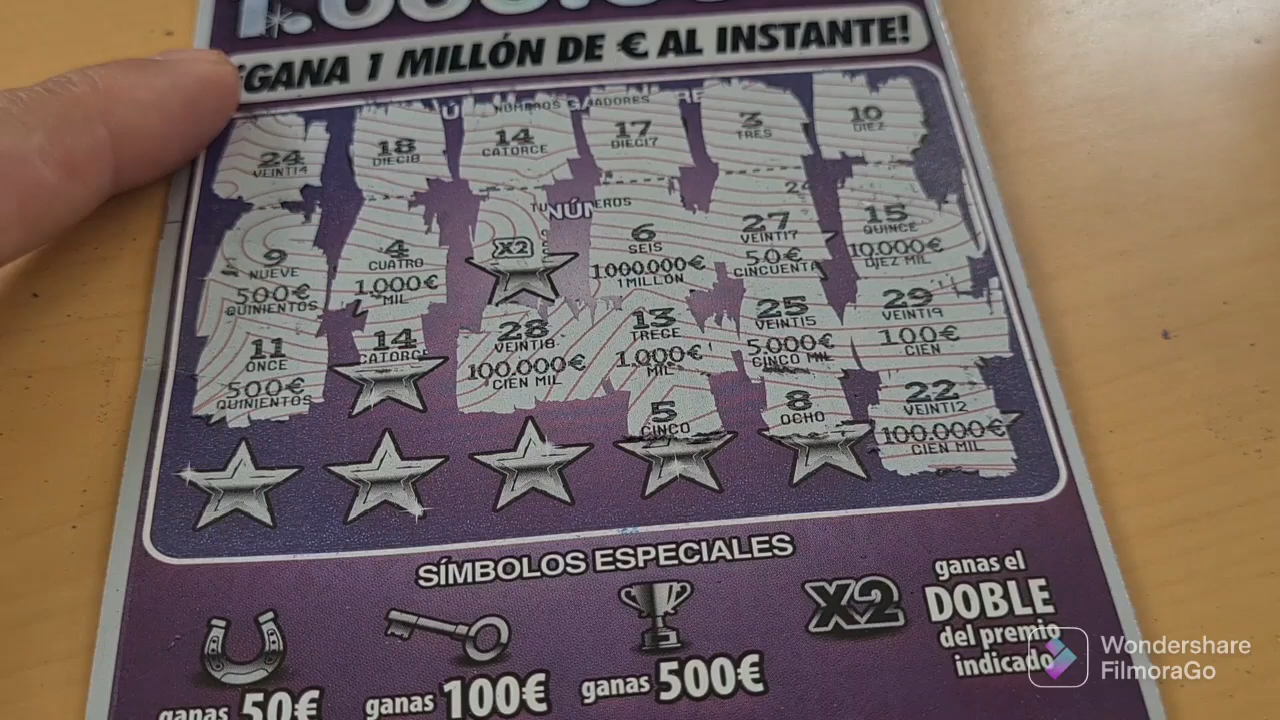 ¡GANA 1 MILLÓN DE € AL INSTANTE!
24 18 14 17 3 10
VEINTI4 DIECI8 CATORCE DIECI7 TRES DIEZ
9 4 X2 6 27 15
NUEVE CUATRO SEIS VEINTI7 QUINCE
500€ 1.000€ 1000.000€ 50€ 10.000€
QUINIENTOS MIL 1MILLON CINCUENTA DIEZ MIL
11 14 28 13 25 29
ONCE CATORCE VEINTI8 TRECE VEINTI5 VEINTI9
500€ 100.000€ 1.000€ 5.000€ 100€
QUINIENTOS CIEN MIL MIL CINCO MIL CIEN
5 8 22
CINCO OCHO VEINTI2
100.000€
CIEN MIL
SÍMBOLOS ESPECIALES
ganas 50€
ganas 100€
ganas 500€
X2
ganas el
DOBLE
del premio
indicado
Wondershare
FilmoraGo